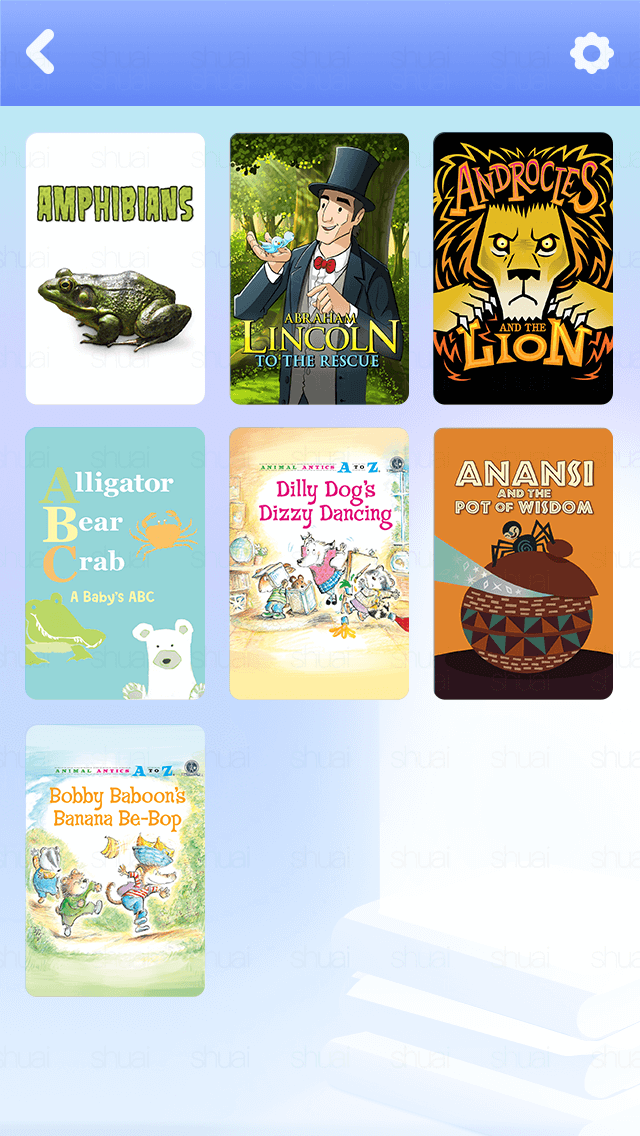 AMPHIBIANS
ABRAHAM
LINCOLN
TO THE RESCUE
ANDROCLES
AND THE
LION
Alligator
Bear
Crab
A Baby's ABC
ANIMAL ANTICS A TO Z
Dilly Dog's
Dizzy Dancing
ANANSI
AND THE
POT OF WISDOM
ANIMAL ANTICS A TO Z
Bobby Baboon's
Banana Be-Bop
shuai